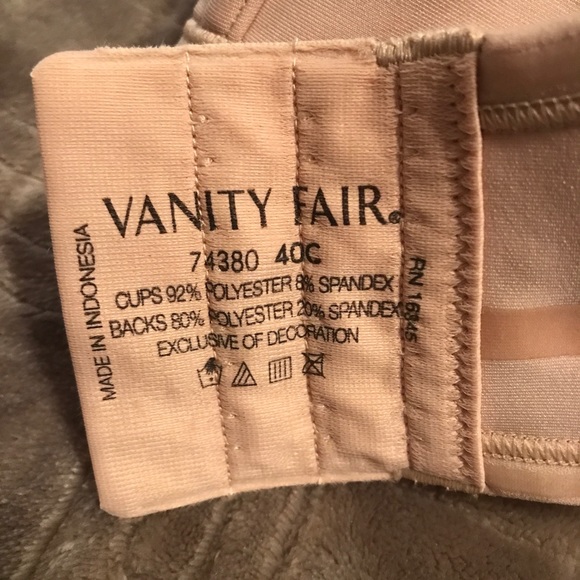 VANITY FAIR®
74380 40C
CUPS 92% POLYESTER 8% SPANDEX
BACKS 80% POLYESTER 20% SPANDEX
EXCLUSIVE OF DECORATION
MADE IN INDONESIA
RN 16845